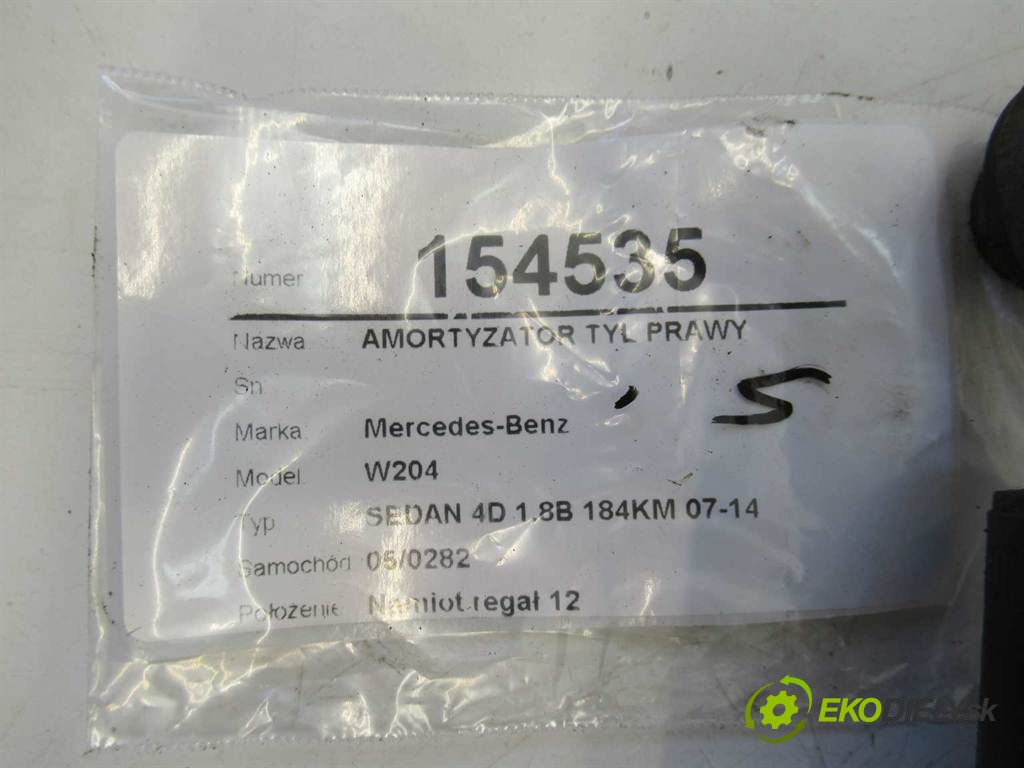 Numer 154535
Nazwa AMORTYZATOR TYŁ PRAWY
Sn
Marka Mercedes-Benz
Model W204
Typ SEDAN 4D 1.8B 184KM 07-14
Samochód 05/0282
Położenie Namiot regał 12
5
EKODIELY.sk